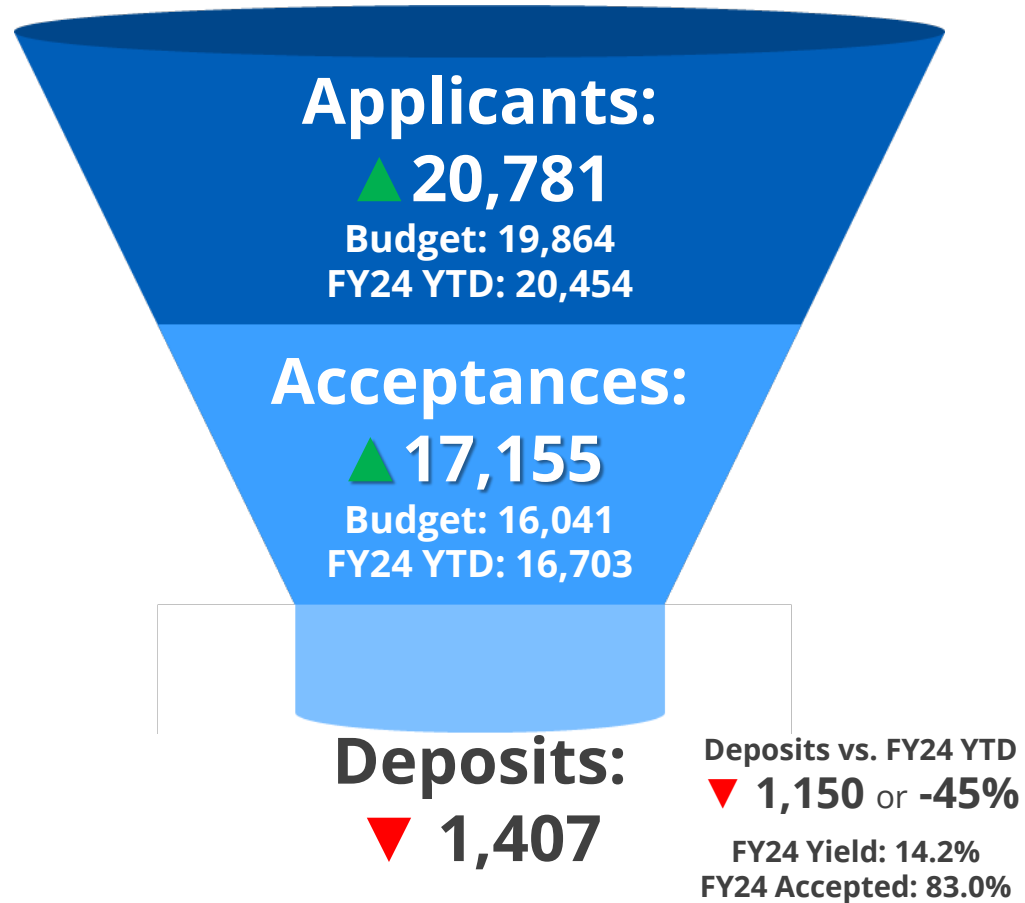 Applicants:
▲20,781
Budget: 19,864
FY24 YTD: 20,454
Acceptances:
▲17,155
Budget: 16,041
FY24 YTD: 16,703
Deposits:
▼ 1,407
Deposits vs. FY24 YTD
▼ 1,150 or -45%
FY24 Yield: 14.2%
FY24 Accepted: 83.0%